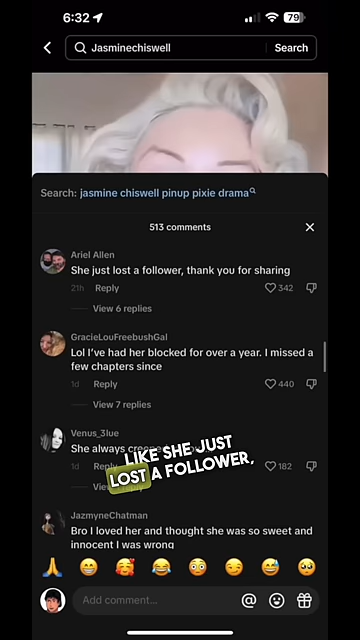 6:32
79
Jasminechiswell
Search
Search: jasmine chiswell pinup pixie drama
513 comments
Ariel Allen
She just lost a follower, thank you for sharing
21h Reply
342
View 6 replies
GracieLouFreebushGal
Lol I've had her blocked for over a year. I missed a
few chapters since
1d Reply
440
View 7 replies
Venus_3lue
She always
1d Reply
182
LIKE SHE JUST
LOST A FOLLOWER,
JazmyneChatman
Bro I loved her and thought she was so sweet and
innocent I was wrong
Add comment...